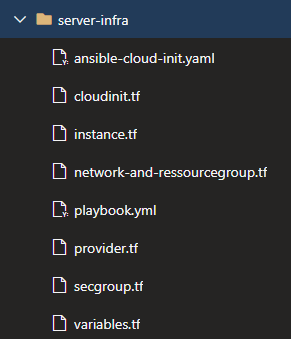 server-infra
ansible-cloud-init.yaml
cloudinit.tf
instance.tf
network-and-ressourcegroup.tf
playbook.yml
provider.tf
secgroup.tf
variables.tf